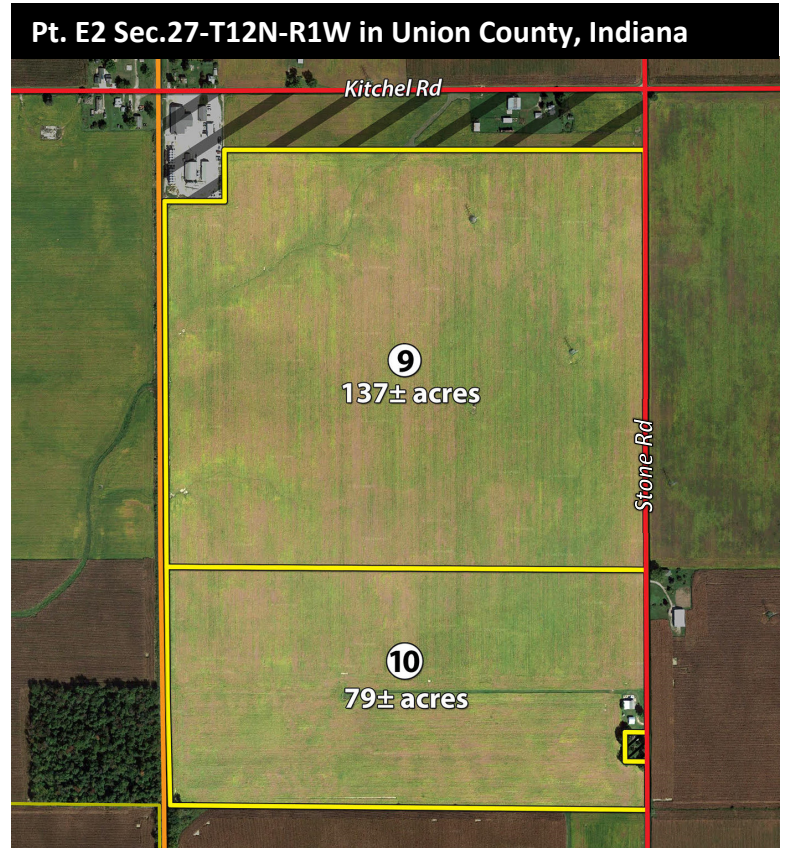 Pt. E2 Sec.27-T12N-R1W in Union County, Indiana
Kitchel Rd
9
137± acres
Stone Rd
10
79± acres